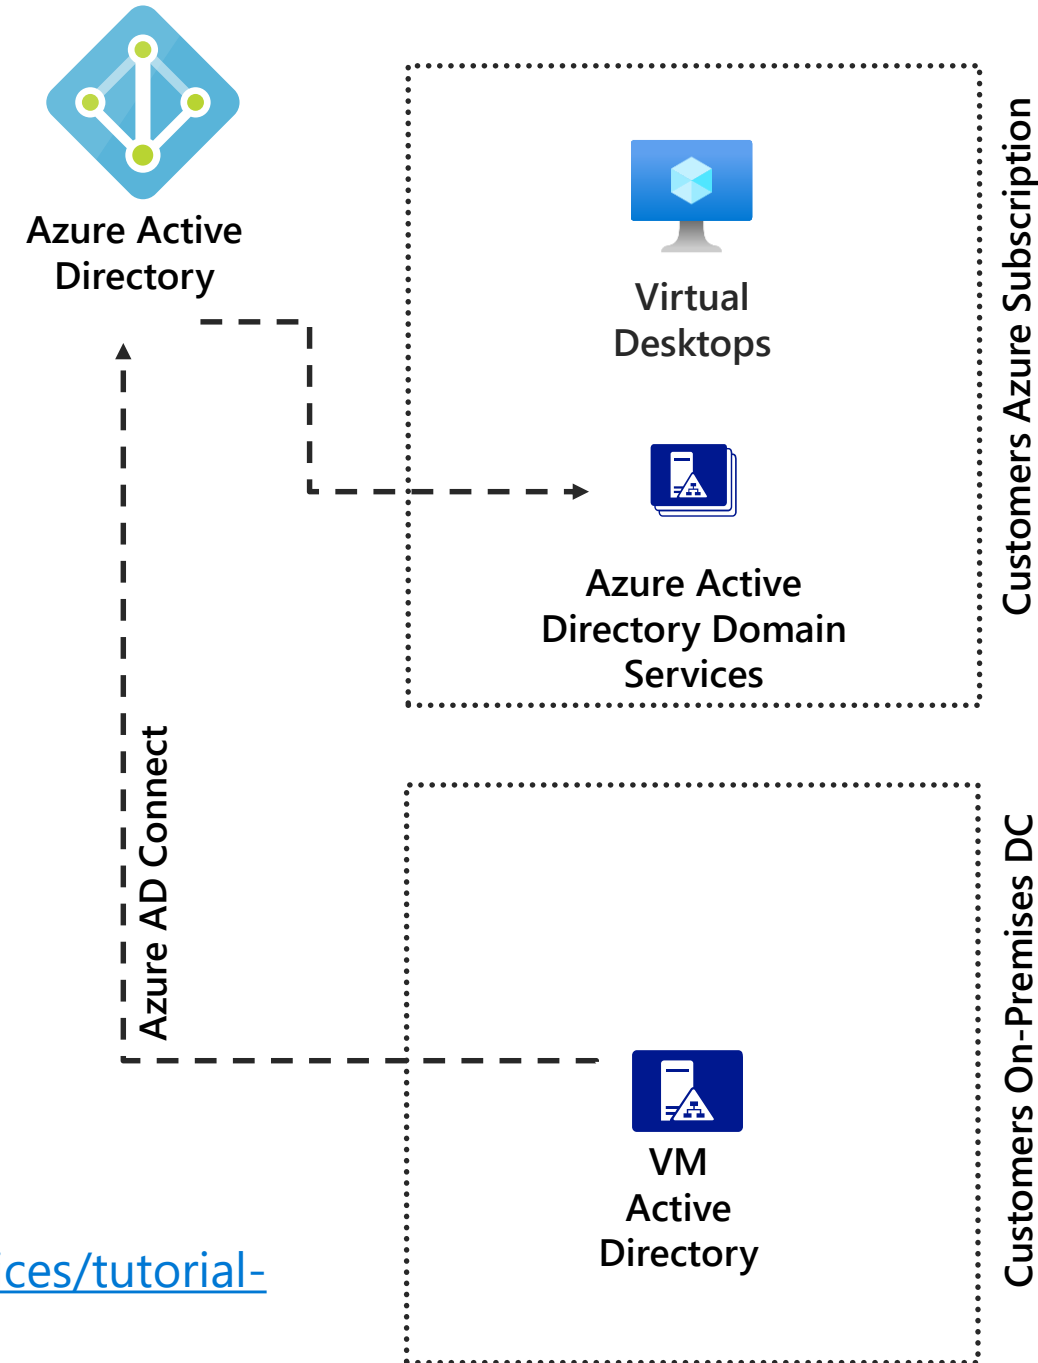 Azure Active
Directory
Virtual
Desktops
Azure Active
Directory Domain
Services
Customers Azure Subscription
Azure AD Connect
VM
Active
Directory
Customers On-Premises DC
ces/tutorial-